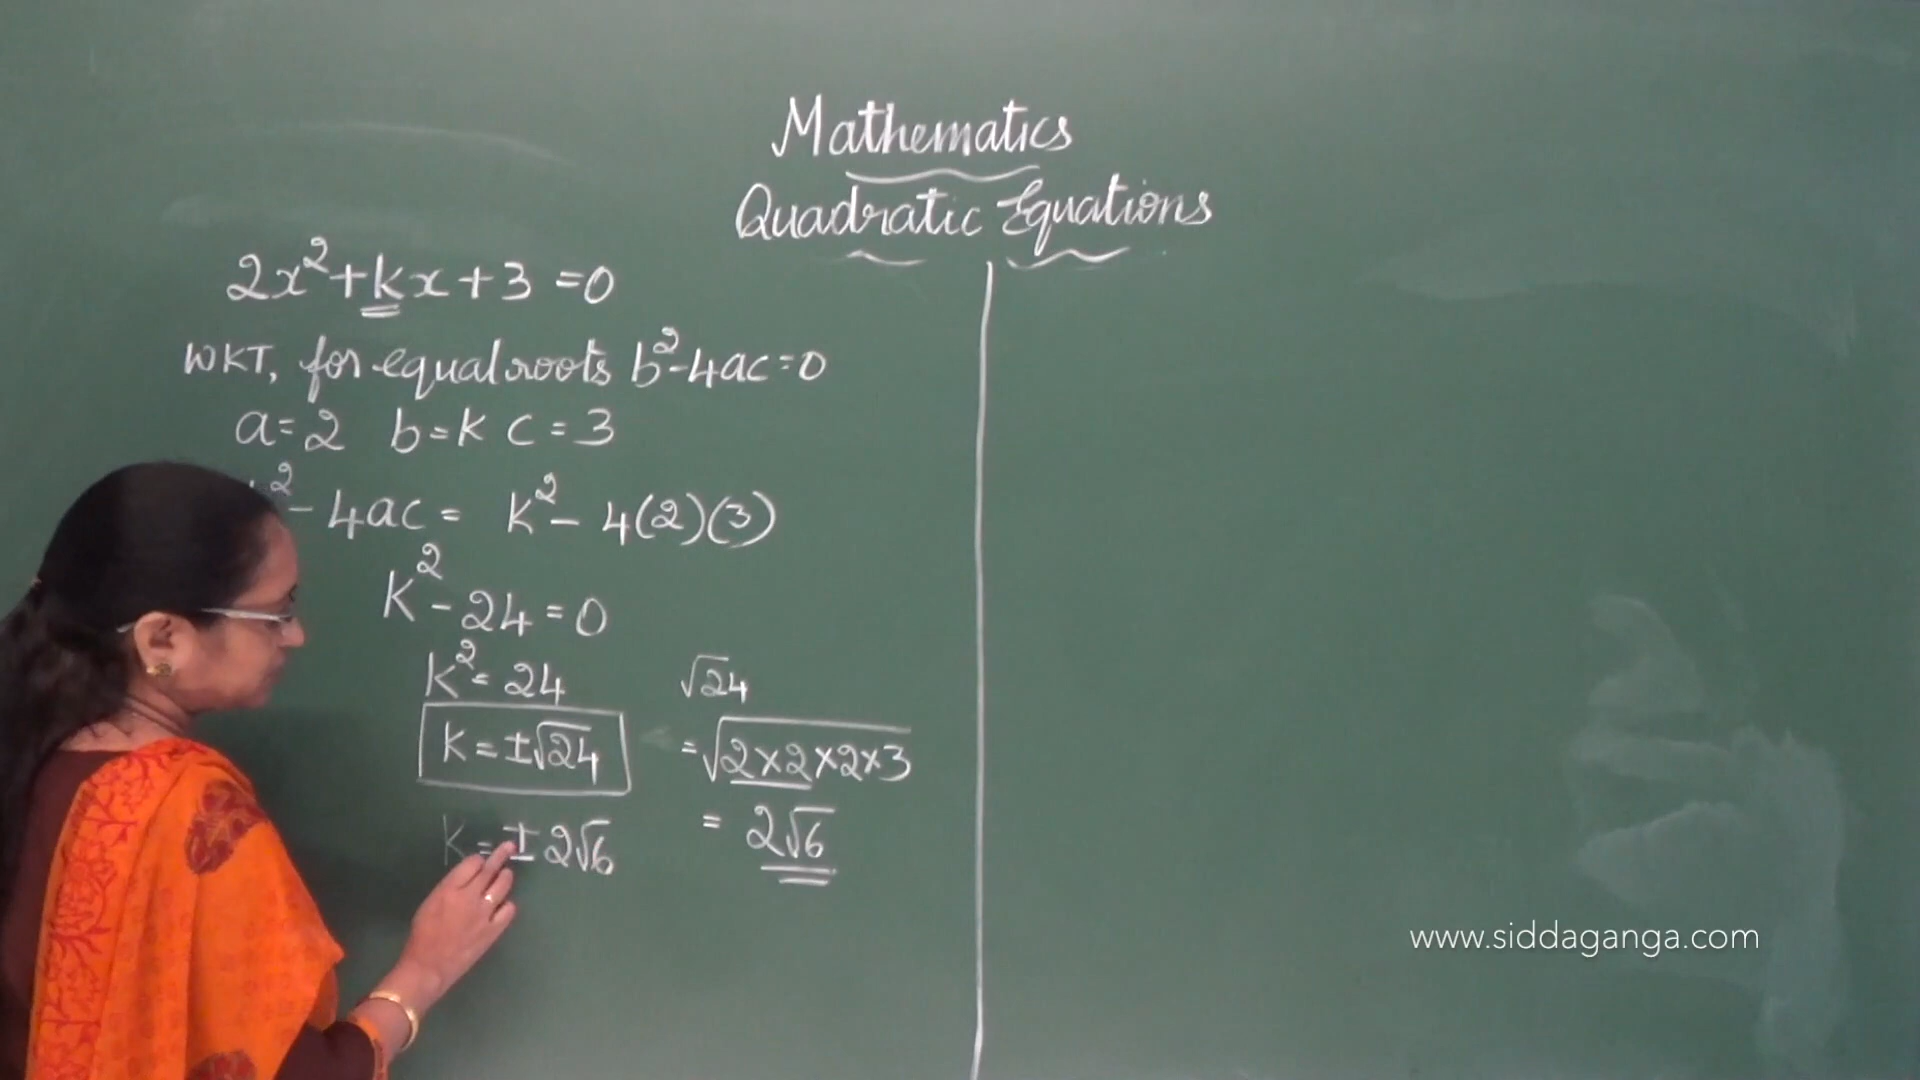 Mathematics
Quadratic Equations
2x²+kx+3=0
WKT, for equal roots b²-4ac=0
a=2 b=k c=3
²-4ac = k²-4(2)(3)
k²-24=0
k²=24
k=±√24
k=±2√6
√24
=√2×2×2×3
= 2√6
www.siddaganga.com